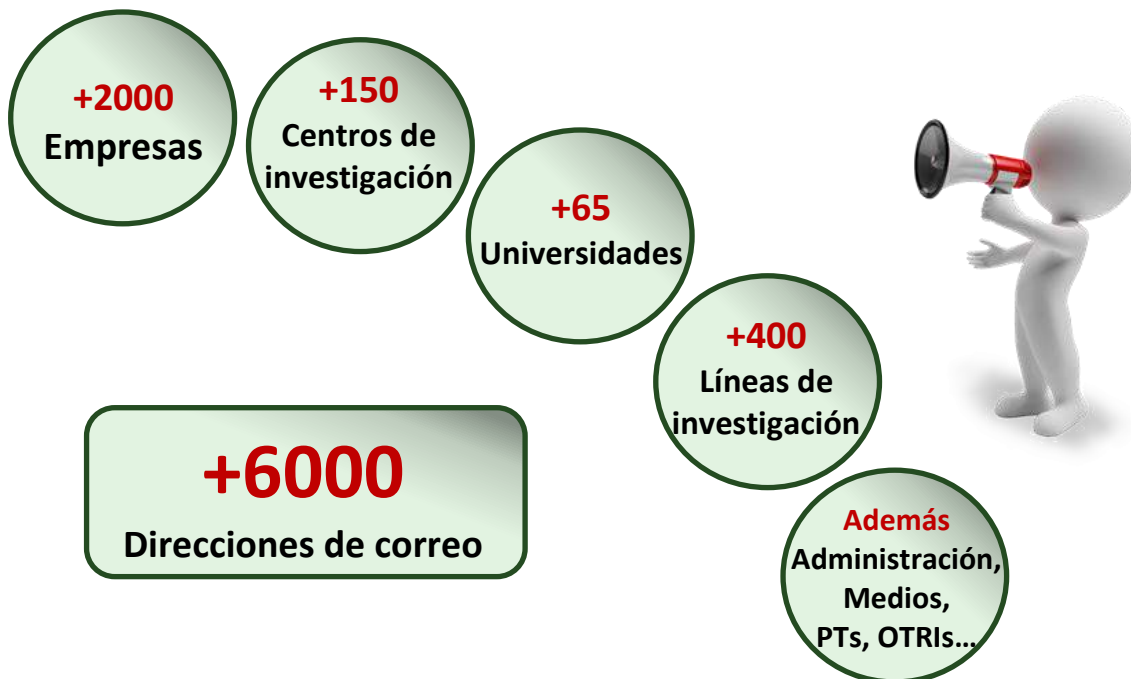 +2000
Empresas
+150
Centros de
investigación
+65
Universidades
+400
Líneas de
investigación
+6000
Direcciones de correo
Además
Administración,
Medios,
PTs, OTRIs...